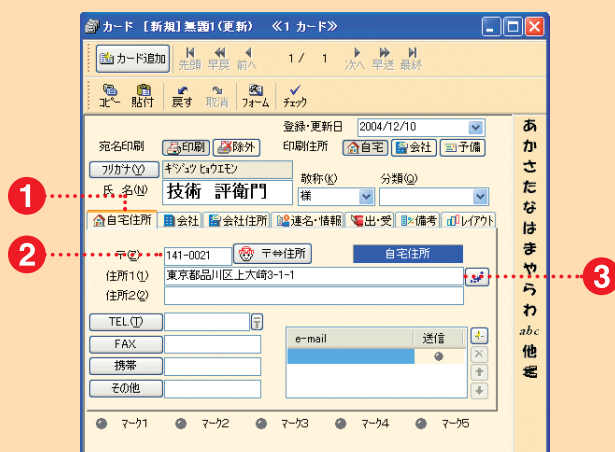 カード [新規]無題1(更新) ≪1 カード≫
カード追加 先頭 早戻 前へ 1 / 1 次へ 早送 最終
コピー 貼付 戻す 取消 フォーム チェック
登録・更新日 2004/12/10
宛名印刷 印刷 除外 印刷住所 自宅 会社 予備
フリガナ(Y) キジュツ ヒョウエモン
敬称(K) 分類(Q)
氏 名(N) 技術 評衛門 様
1
自宅住所 会社 会社住所 連名・情報 出・受 備考 レイアウト
2
〒(Z) 141-0021 〒⇔住所 自宅住所
住所1(1) 東京都品川区上大崎3-1-1
3
住所2(2)
TEL(T)
FAX
携帯
その他
e-mail 送信
マーク1 マーク2 マーク3 マーク4 マーク5
あ
か
さ
た
な
は
ま
や
ら
わ
abc
他